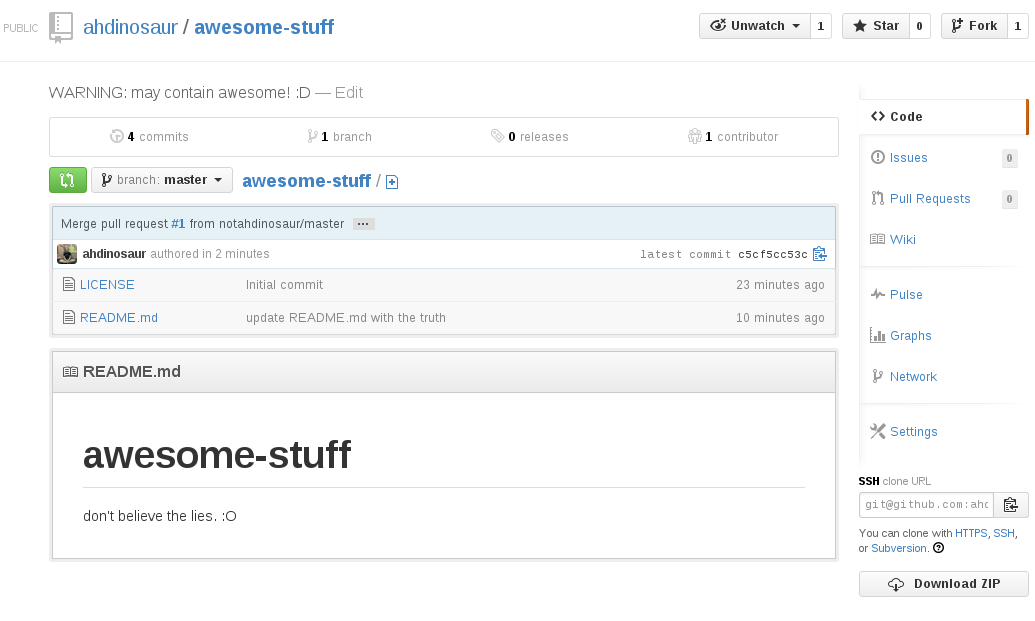 PUBLIC ahdinosaur / awesome-stuff Unwatch 1 Star 0 Fork 1
WARNING: may contain awesome! :D — Edit
4 commits 1 branch 0 releases 1 contributor
branch: master awesome-stuff /
Merge pull request #1 from notahdinosaur/master ...
ahdinosaur authored in 2 minutes latest commit c5cf5cc53c
LICENSE Initial commit 23 minutes ago
README.md update README.md with the truth 10 minutes ago
README.md
awesome-stuff
don't believe the lies. :O
Code
Issues 0
Pull Requests 0
Wiki
Pulse
Graphs
Network
Settings
SSH clone URL
git@github.com:ahd
You can clone with HTTPS, SSH,
or Subversion.
Download ZIP